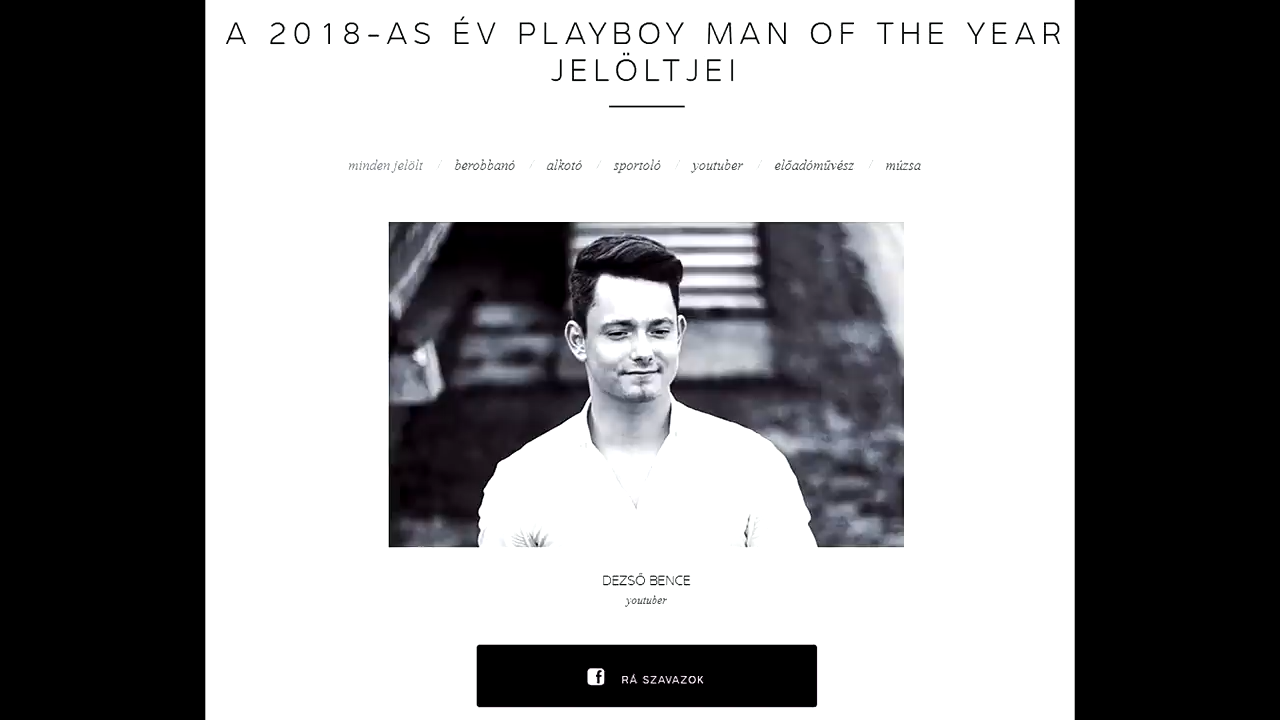 A 2018-AS ÉV PLAYBOY MAN OF THE YEAR
JELÖLTJEI
minden jelölt / berobbanó / alkotó / sportoló / youtuber / előadóművész / múzsa
DEZSŐ BENCE
youtuber
RÁ SZAVAZOK